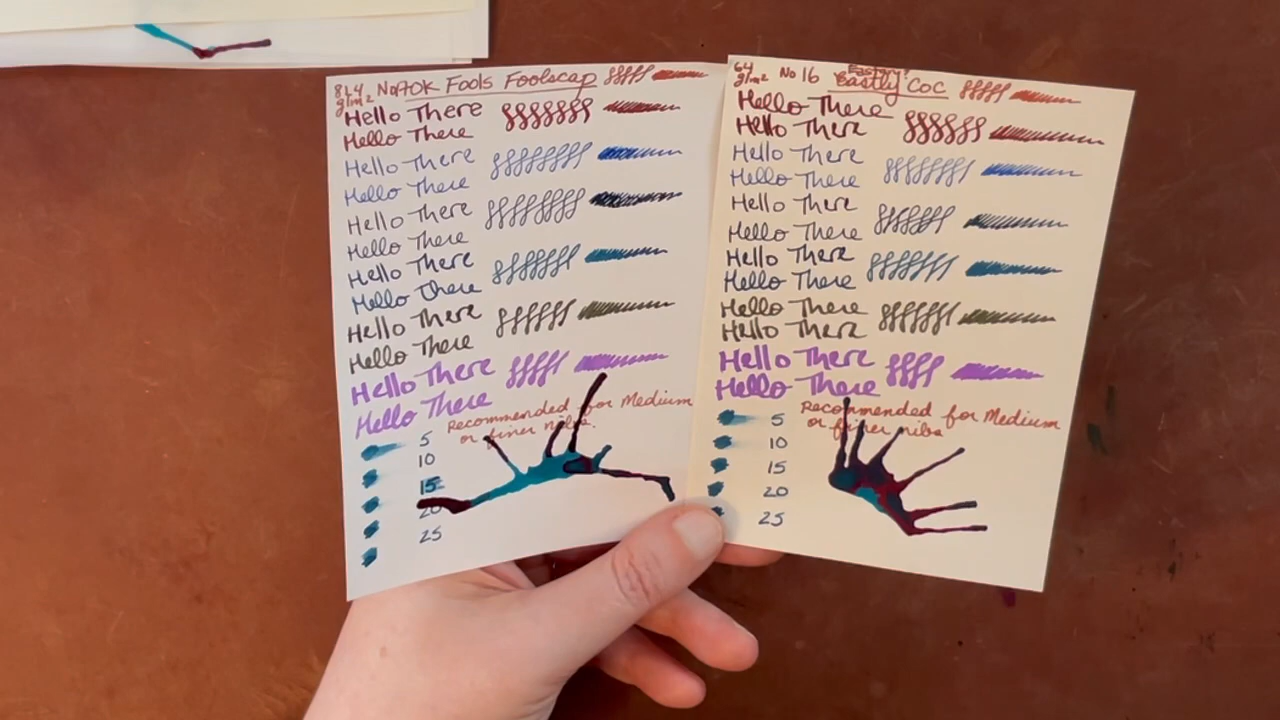 84 g/m2 No 70K Fools Foolscap
Hello There
Hello There
Hello There
Hello There
Hello There
Hello There
Hello There
Hello There
Hello There
Hello There
Hello There
Hello There
Recommended for Medium
or finer nibs.
5
10
15
20
25
64 g/m2 No 16 Bastly COC
Hello There
Hello There
Hello There
Hello There
Hello There
Hello There
Hello There
Hello There
Hello There
Hello There
Hello There
Hello There
Recommended for Medium
or finer nibs
5
10
15
20
25